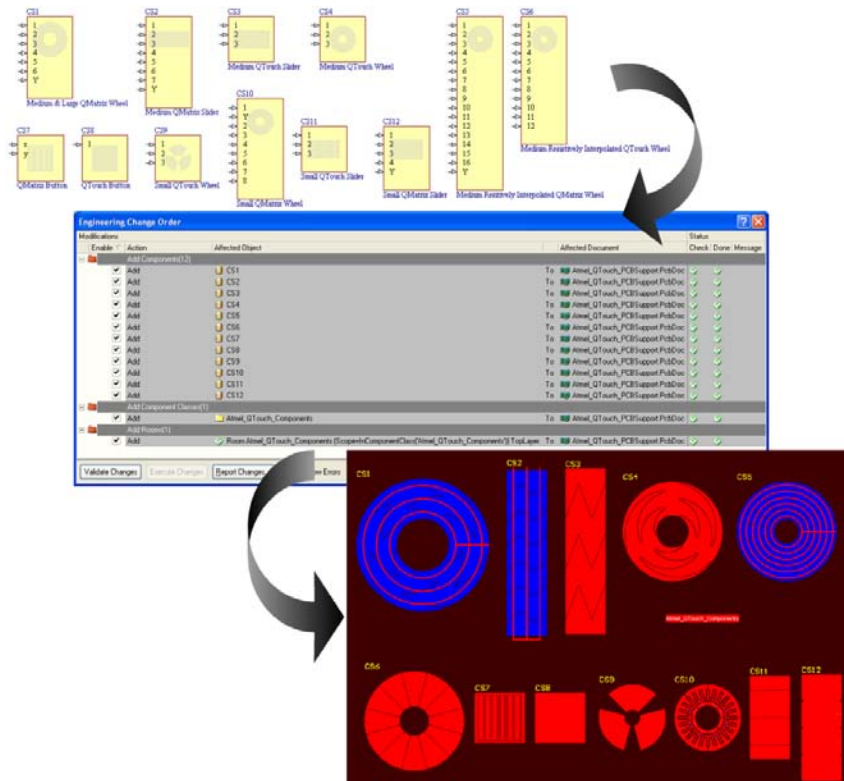 CS1
1
2
3
4
5
6
Y
Medium & Large QMatrix Wheel
CS2
1
2
3
4
5
6
7
Y
Medium QMatrix Slider
CS3
1
2
3
Medium QTouch Slider
CS4
1
2
3
Medium QTouch Wheel
CS5
1
2
3
4
5
6
7
8
9
10
11
12
13
14
15
16
Y
Medium Resistively Interpolated QMatrix Wheel
CS6
1
2
3
4
5
6
7
8
9
10
11
12
Medium Resistively Interpolated QTouch Wheel
CS7
x
y
QMatrix Button
CS8
1
QTouch Button
CS9
1
2
3
Small QTouch Wheel
CS10
1
Y
2
3
4
5
6
7
8
Small QMatrix Wheel
CS11
1
2
3
Small QTouch Slider
CS12
1
2
3
4
Y
Small QMatrix Slider
Engineering Change Order
Modifications Status
Enable Action Affected Object Affected Document Check Done Message
Add Components(12)
Add CS1 To Atmel_QTouch_PCBSupport.PcbDoc
Add CS2 To Atmel_QTouch_PCBSupport.PcbDoc
Add CS3 To Atmel_QTouch_PCBSupport.PcbDoc
Add CS4 To Atmel_QTouch_PCBSupport.PcbDoc
Add CS5 To Atmel_QTouch_PCBSupport.PcbDoc
Add CS6 To Atmel_QTouch_PCBSupport.PcbDoc
Add CS7 To Atmel_QTouch_PCBSupport.PcbDoc
Add CS8 To Atmel_QTouch_PCBSupport.PcbDoc
Add CS9 To Atmel_QTouch_PCBSupport.PcbDoc
Add CS10 To Atmel_QTouch_PCBSupport.PcbDoc
Add CS11 To Atmel_QTouch_PCBSupport.PcbDoc
Add CS12 To Atmel_QTouch_PCBSupport.PcbDoc
Add Component Classes(1)
Add Atmel_QTouch_Components To Atmel_QTouch_PCBSupport.PcbDoc
Add Rooms(1)
Add Room Atmel_QTouch_Components (Scope=InComponentClass('Atmel_QTouch_Components')) TopLayer To Atmel_QTouch_PCBSupport.PcbDoc
Validate Changes Execute Changes Report Changes... Errors
CS1 CS2 CS3 CS4 CS5
Atmel_QTouch_Components
CS6 CS7 CS8 CS9 CS10 CS11 CS12